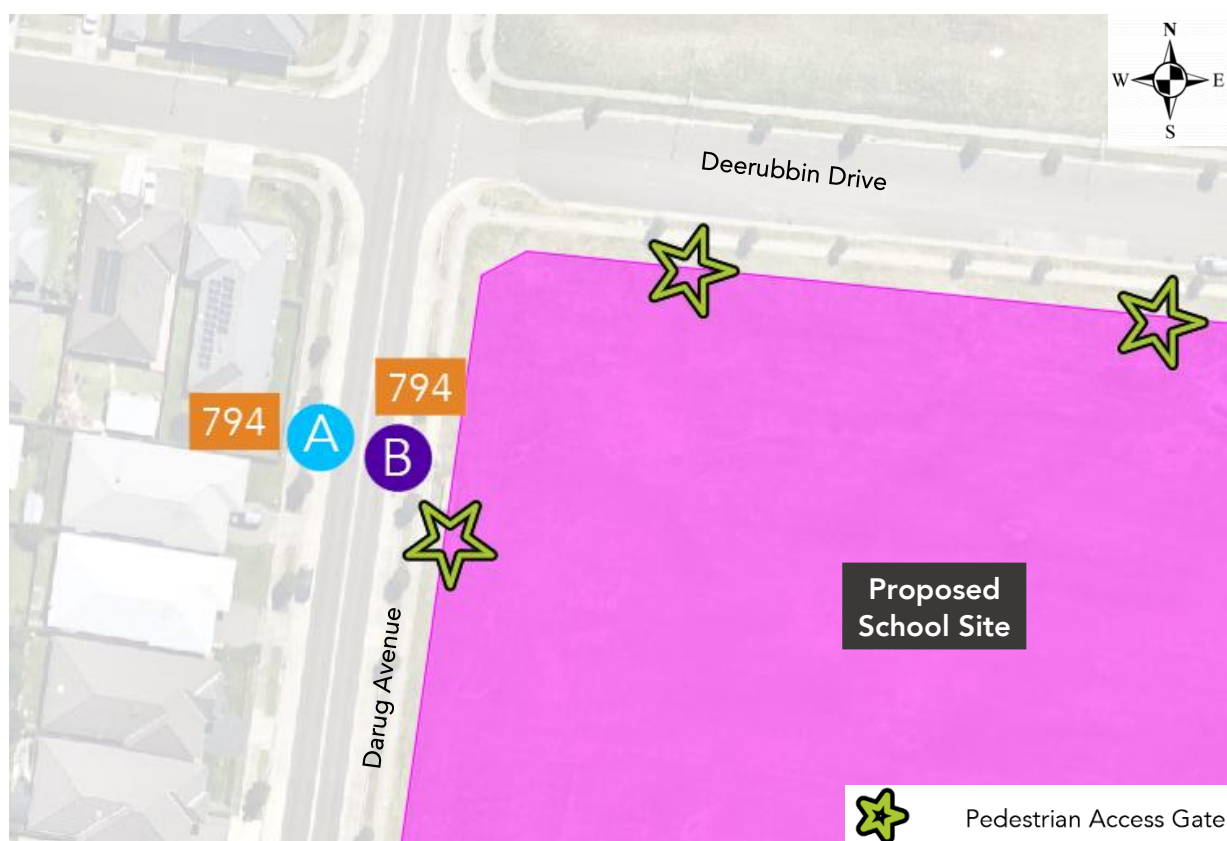 N
W E
S
Deerubbin Drive
794
794
A
B
Darug Avenue
Proposed
School Site
Pedestrian Access Gate